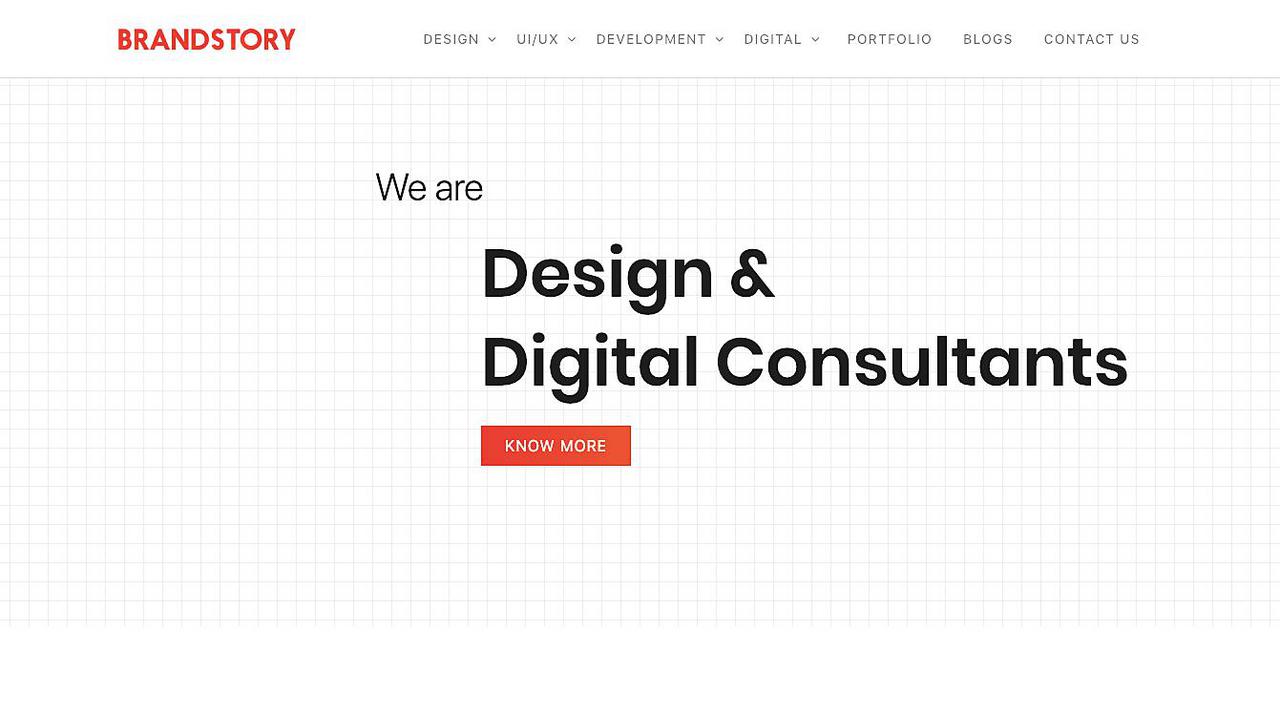 BRANDSTORY
DESIGN UI/UX DEVELOPMENT DIGITAL PORTFOLIO BLOGS CONTACT US
We are
Design &
Digital Consultants
KNOW MORE